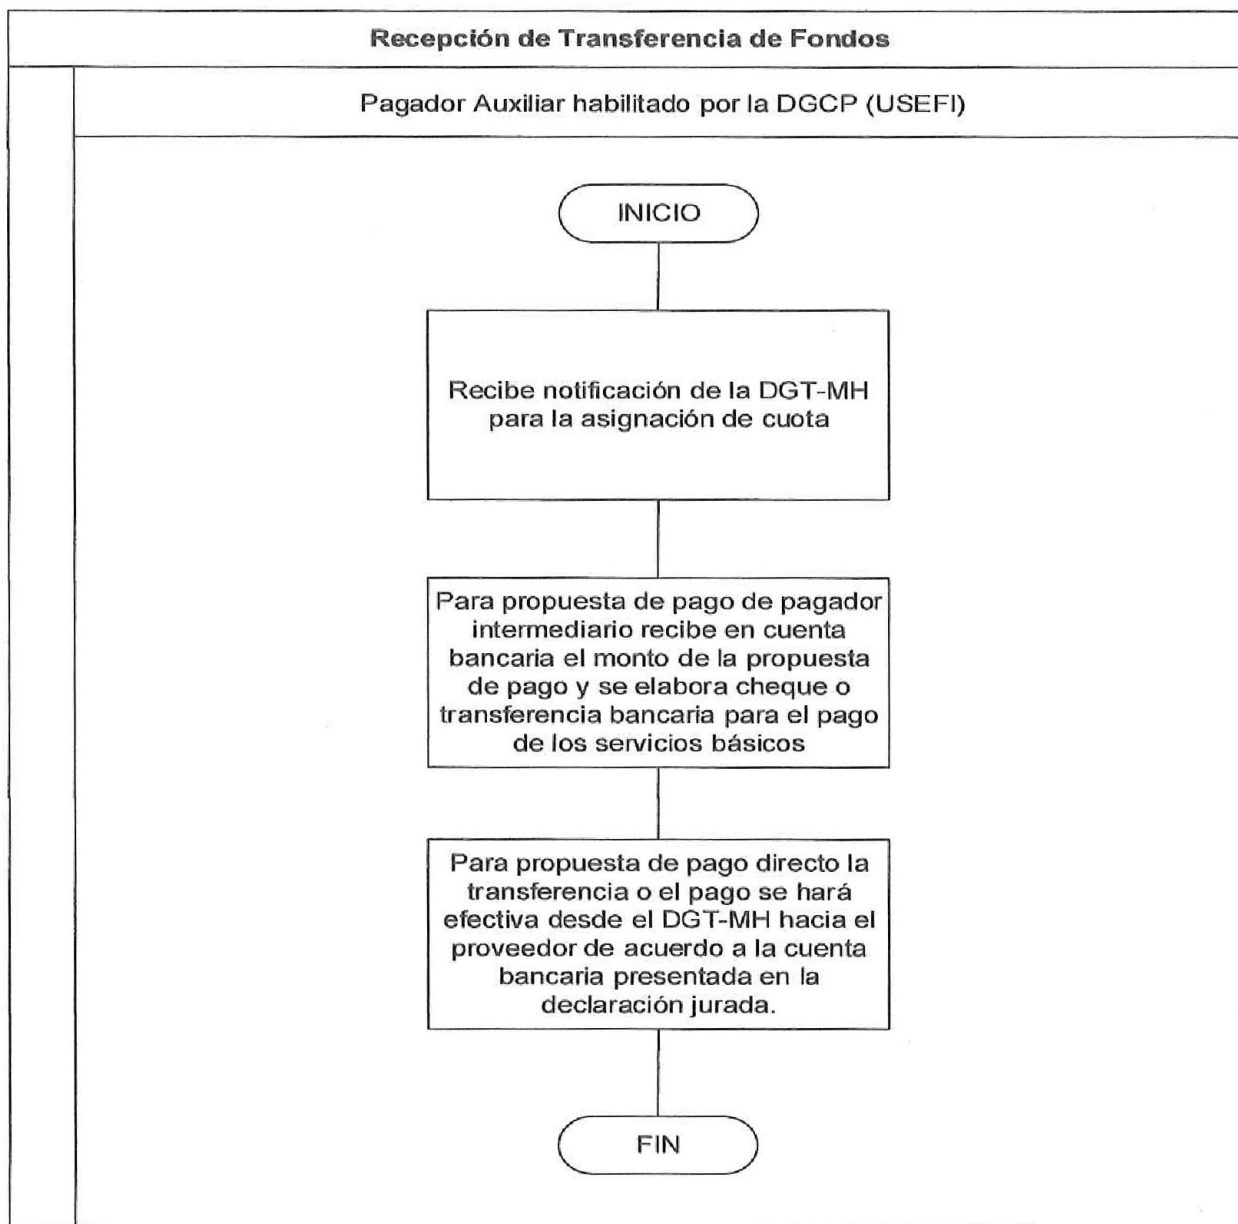 Recepción de Transferencia de Fondos
Pagador Auxiliar habilitado por la DGCP (USEFI)
INICIO
Recibe notificación de la DGT-MH
para la asignación de cuota
Para propuesta de pago de pagador
intermediario recibe en cuenta
bancaria el monto de la propuesta
de pago y se elabora cheque o
transferencia bancaria para el pago
de los servicios básicos
Para propuesta de pago directo la
transferencia o el pago se hará
efectiva desde el DGT-MH hacia el
proveedor de acuerdo a la cuenta
bancaria presentada en la
declaración jurada.
FIN